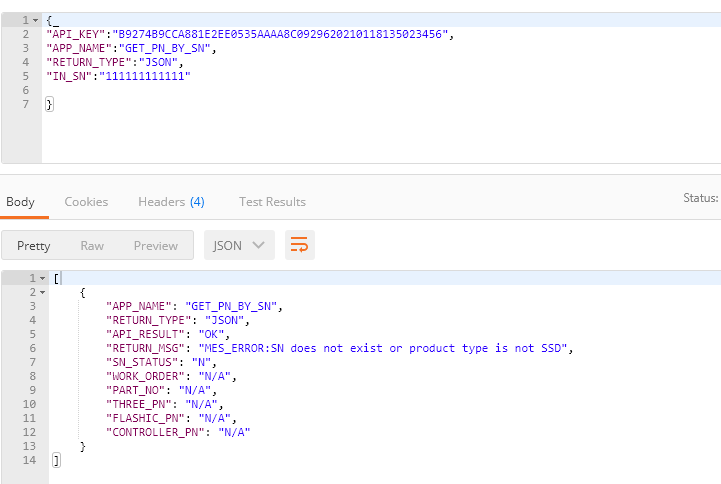 1 {
2 "API_KEY":"B9274B9CCA881E2EE0535AAAA8C0929620210118135023456",
3 "APP_NAME":"GET_PN_BY_SN",
4 "RETURN_TYPE":"JSON",
5 "IN_SN":"111111111111"
6
7 }
Body Cookies Headers (4) Test Results Status:
Pretty Raw Preview JSON
1 [
2 {
3 "APP_NAME": "GET_PN_BY_SN",
4 "RETURN_TYPE": "JSON",
5 "API_RESULT": "OK",
6 "RETURN_MSG": "MES_ERROR:SN does not exist or product type is not SSD",
7 "SN_STATUS": "N",
8 "WORK_ORDER": "N/A",
9 "PART_NO": "N/A",
10 "THREE_PN": "N/A",
11 "FLASHIC_PN": "N/A",
12 "CONTROLLER_PN": "N/A"
13 }
14 ]